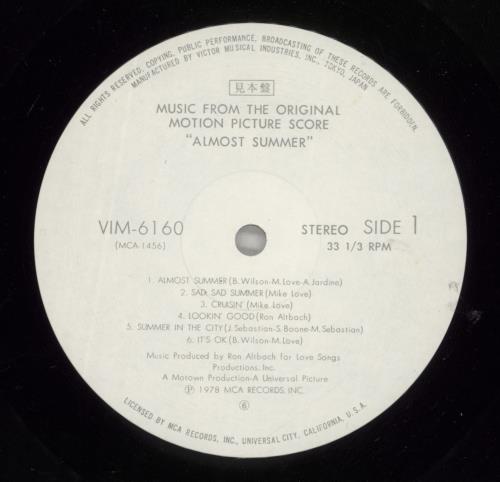 ALL RIGHTS RESERVED. COPYING, PUBLIC PERFORMANCE, BROADCASTING OF THESE RECORDS ARE FORBIDDEN.
MANUFACTURED BY VICTOR MUSICAL INDUSTRIES, INC., TOKYO, JAPAN
見本盤
MUSIC FROM THE ORIGINAL
MOTION PICTURE SCORE
"ALMOST SUMMER"
VIM-6160
(MCA-1456)
STEREO SIDE 1
33 1/3 RPM
1. ALMOST SUMMER (B. Wilson-M. Love-A. Jardine)
2. SAD, SAD SUMMER (Mike Love)
3. CRUISIN' (Mike Love)
4. LOOKIN' GOOD (Ron Altbach)
5. SUMMER IN THE CITY (J. Sebastian-S. Boone-M. Sebastian)
6. IT'S OK (B. Wilson-M. Love)
Music Produced by Ron Altbach for Love Songs
Productions, Inc.
A Motown Production-A Universal Picture
Ⓟ 1978 MCA RECORDS, INC.
⑥
LICENSED BY MCA RECORDS, INC., UNIVERSAL CITY, CALIFORNIA, U.S.A.